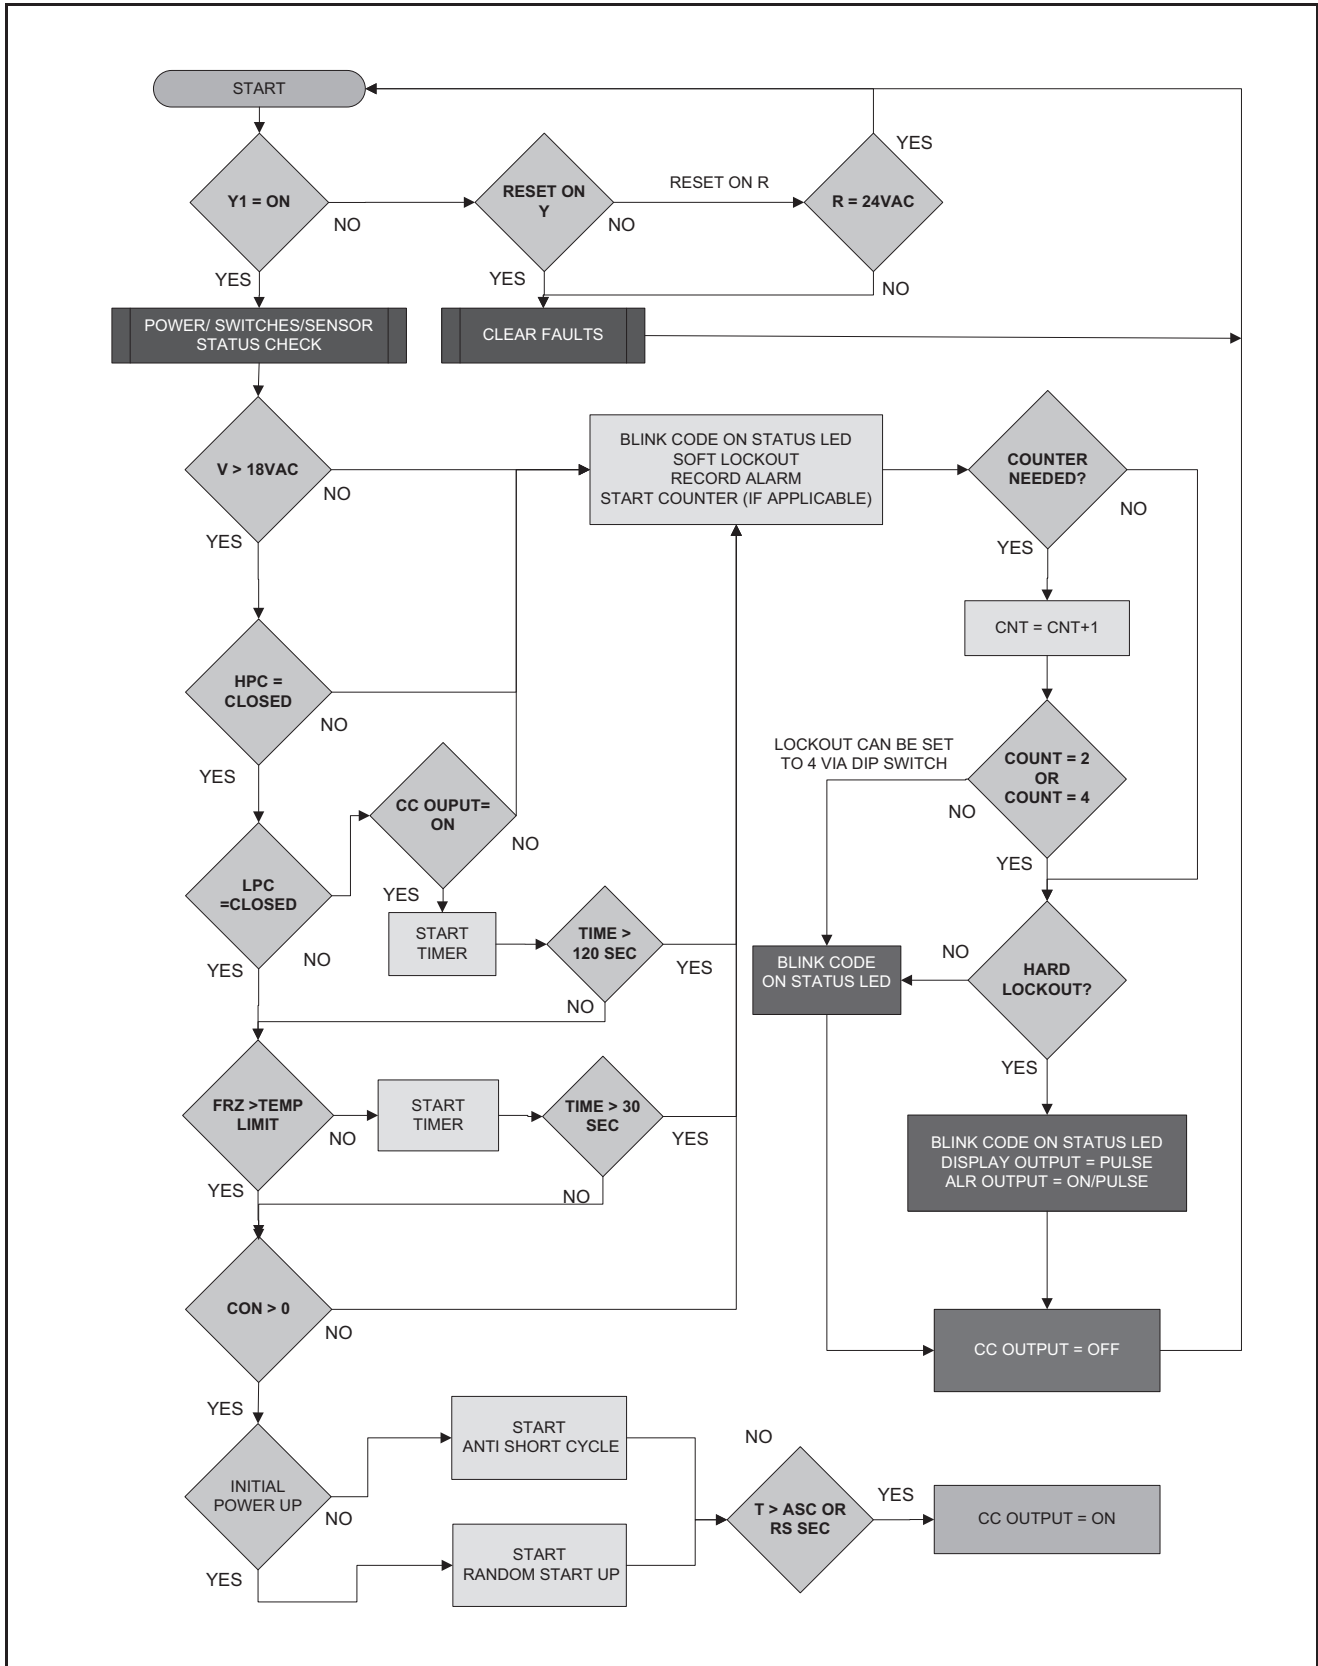 START
Y1 = ON
NO
YES
RESET ON
Y
NO
YES
RESET ON R
R = 24VAC
YES
NO
POWER/ SWITCHES/SENSOR
STATUS CHECK
CLEAR FAULTS
V > 18VAC
NO
YES
BLINK CODE ON STATUS LED
SOFT LOCKOUT
RECORD ALARM
START COUNTER (IF APPLICABLE)
COUNTER
NEEDED?
NO
YES
CNT = CNT+1
HPC =
CLOSED
NO
YES
LOCKOUT CAN BE SET
TO 4 VIA DIP SWITCH
COUNT = 2
OR
COUNT = 4
NO
YES
CC OUPUT=
ON
NO
YES
LPC
=CLOSED
NO
YES
START
TIMER
TIME >
120 SEC
YES
NO
BLINK CODE
ON STATUS LED
NO
HARD
LOCKOUT?
YES
FRZ >TEMP
LIMIT
NO
YES
START
TIMER
TIME > 30
SEC
YES
NO
BLINK CODE ON STATUS LED
DISPLAY OUTPUT = PULSE
ALR OUTPUT = ON/PULSE
CON > 0
NO
YES
CC OUTPUT = OFF
INITIAL
POWER UP
NO
YES
START
ANTI SHORT CYCLE
START
RANDOM START UP
NO
T > ASC OR
RS SEC
YES
CC OUTPUT = ON